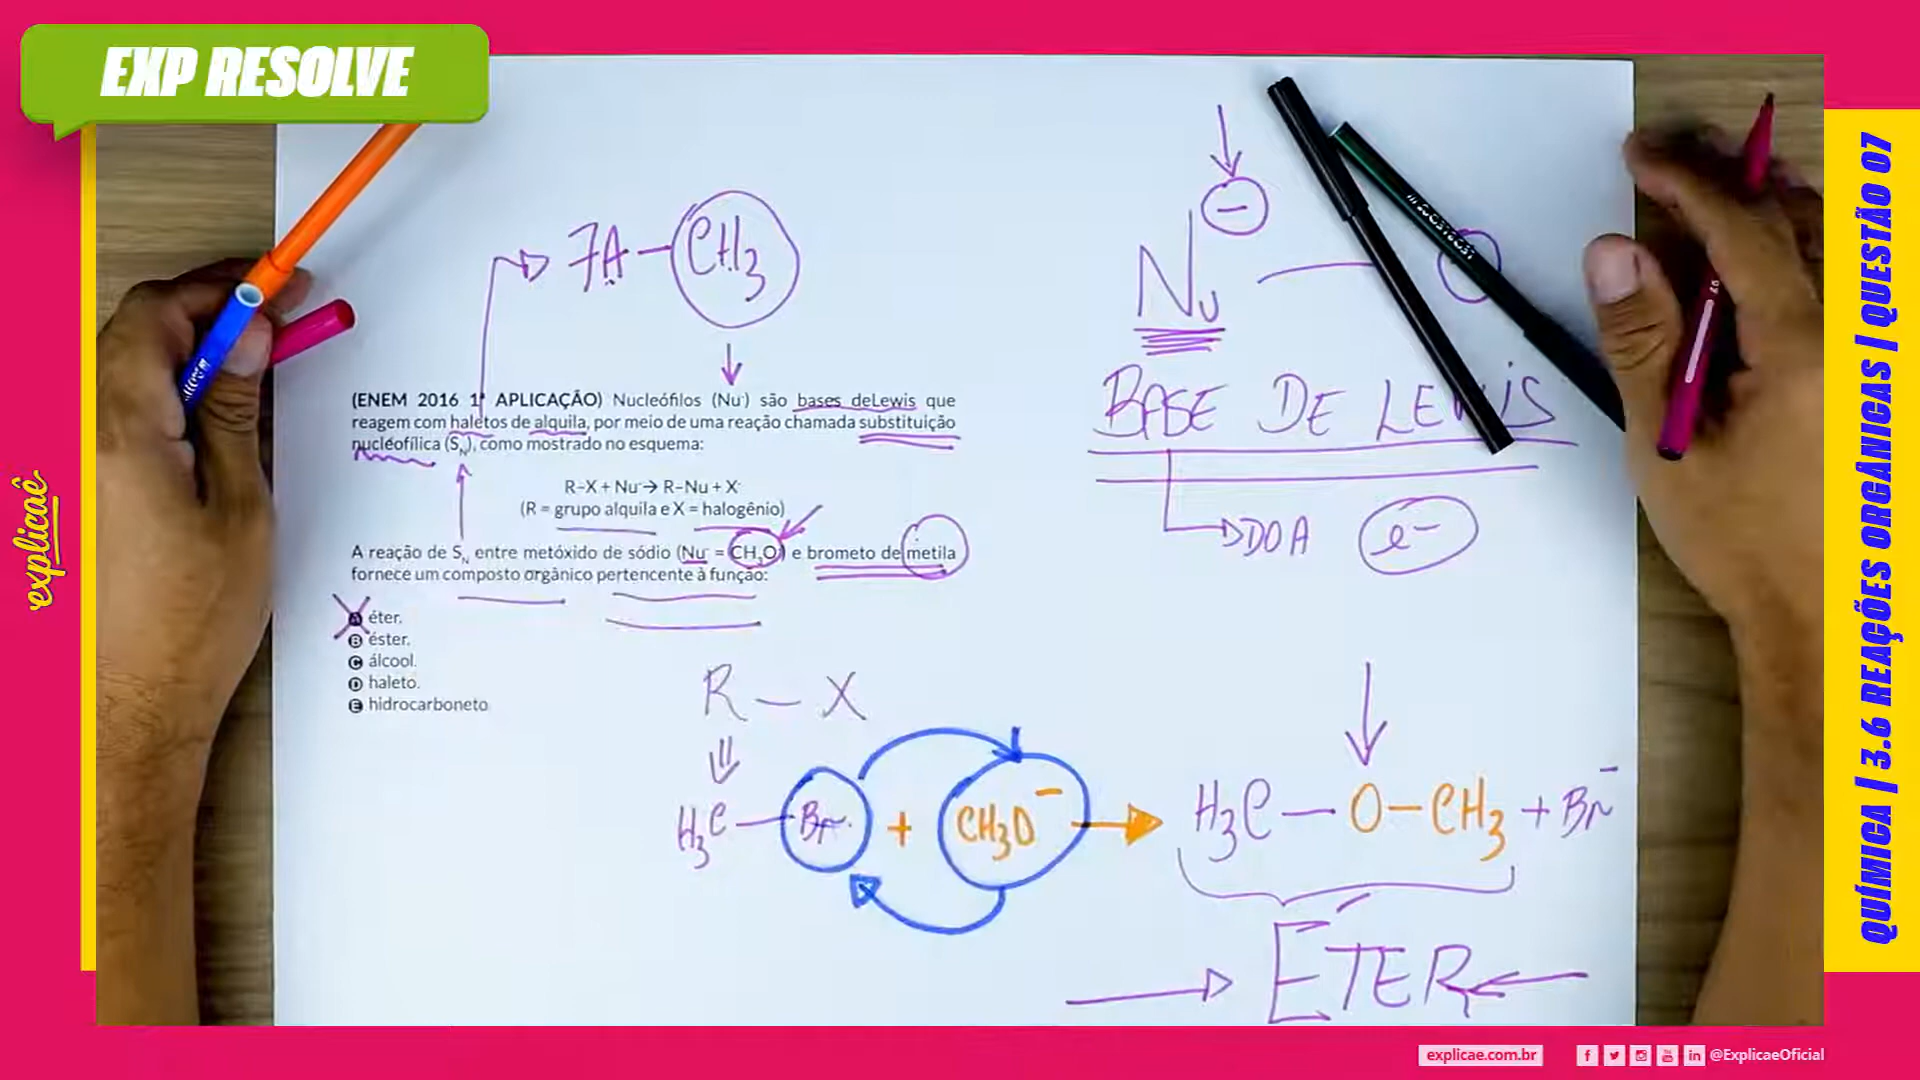 EXP RESOLVE
7A-CH3
Nu -
BASE DE LEWIS
DOA e-
(ENEM 2016 1ª APLICAÇÃO) Nucleófilos (Nu-) são bases deLewis que
reagem com haletos de alquila, por meio de uma reação chamada substituição
nucleófílica (SN), como mostrado no esquema:
R-X + Nu-→ R-Nu + X-
(R = grupo alquila e X = halogênio)
A reação de SN entre metóxido de sódio (Nu- = CH3O-) e brometo de metila
fornece um composto orgânico pertencente à função:
A éter.
B éster.
C álcool.
D haleto.
E hidrocarboneto
R - X
H3C - Br + CH3O- → H3C - O - CH3 + Br-
ÉTER
explicaê
QUÍMICA | 3.6 REAÇÕES ORGÂNICAS | QUESTÃO 07
explicae.com.br
@ExplicaeOficial